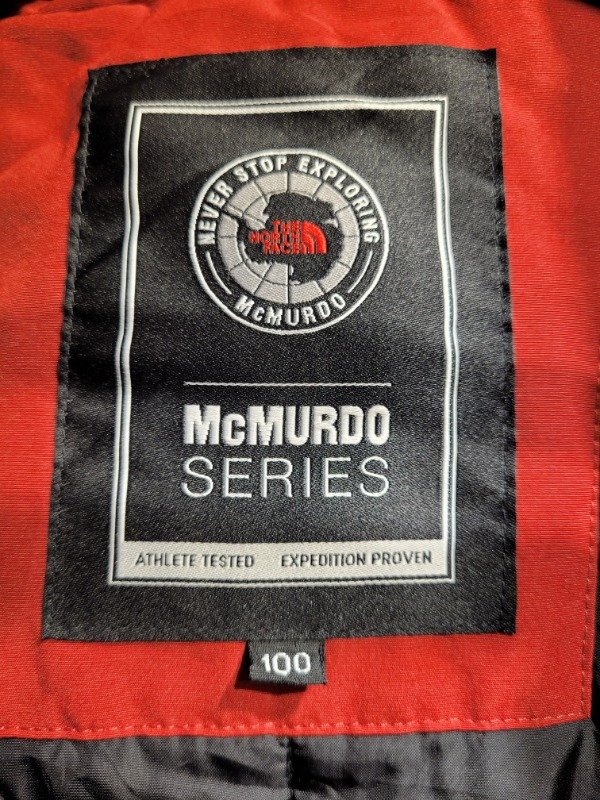 NEVER STOP EXPLORING
THE
NORTH
FACE
McMURDO
McMURDO
SERIES
ATHLETE TESTED EXPEDITION PROVEN
100